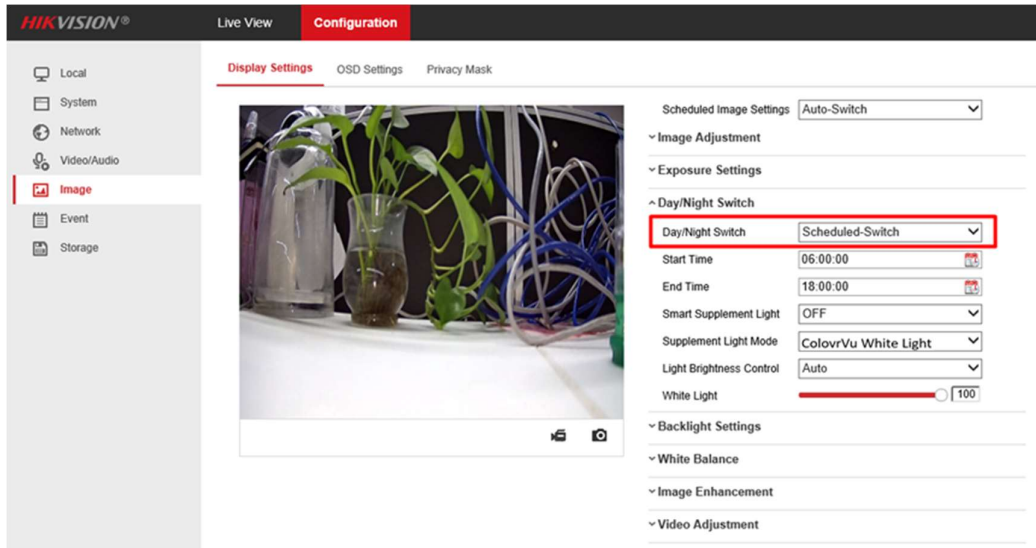 HIKVISION®
Live View
Configuration
Local
System
Network
Video/Audio
Image
Event
Storage
Display Settings
OSD Settings
Privacy Mask
Scheduled Image Settings Auto-Switch
Image Adjustment
Exposure Settings
Day/Night Switch
Day/Night Switch Scheduled-Switch
Start Time 06:00:00
End Time 18:00:00
Smart Supplement Light OFF
Supplement Light Mode ColovrVu White Light
Light Brightness Control Auto
White Light 100
Backlight Settings
White Balance
Image Enhancement
Video Adjustment